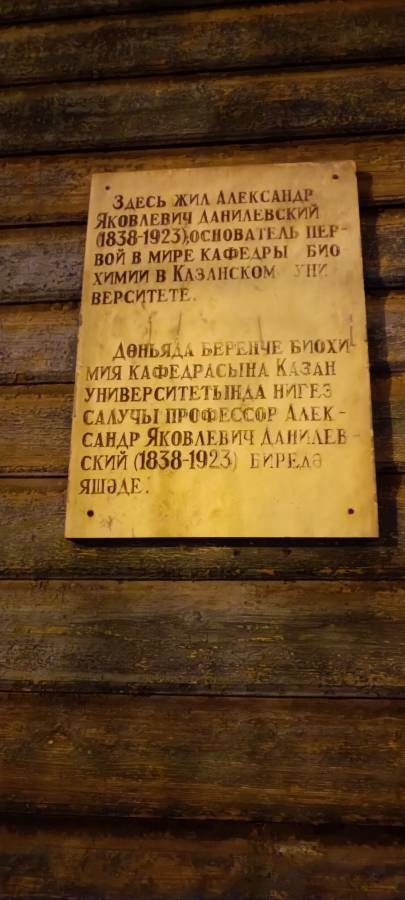 Здесь жил Александр
Яковлевич Данилевский
(1838-1923), основатель пер-
вой в мире кафедры био
химии в Казанском уни
верситете.
Дөньяда беренче биохи
мия кафедрасына Казан
университетында нигез
салучы профессор Алек-
сандр Яковлевич Данилев-
ский (1838-1923) биредә
яшәде.